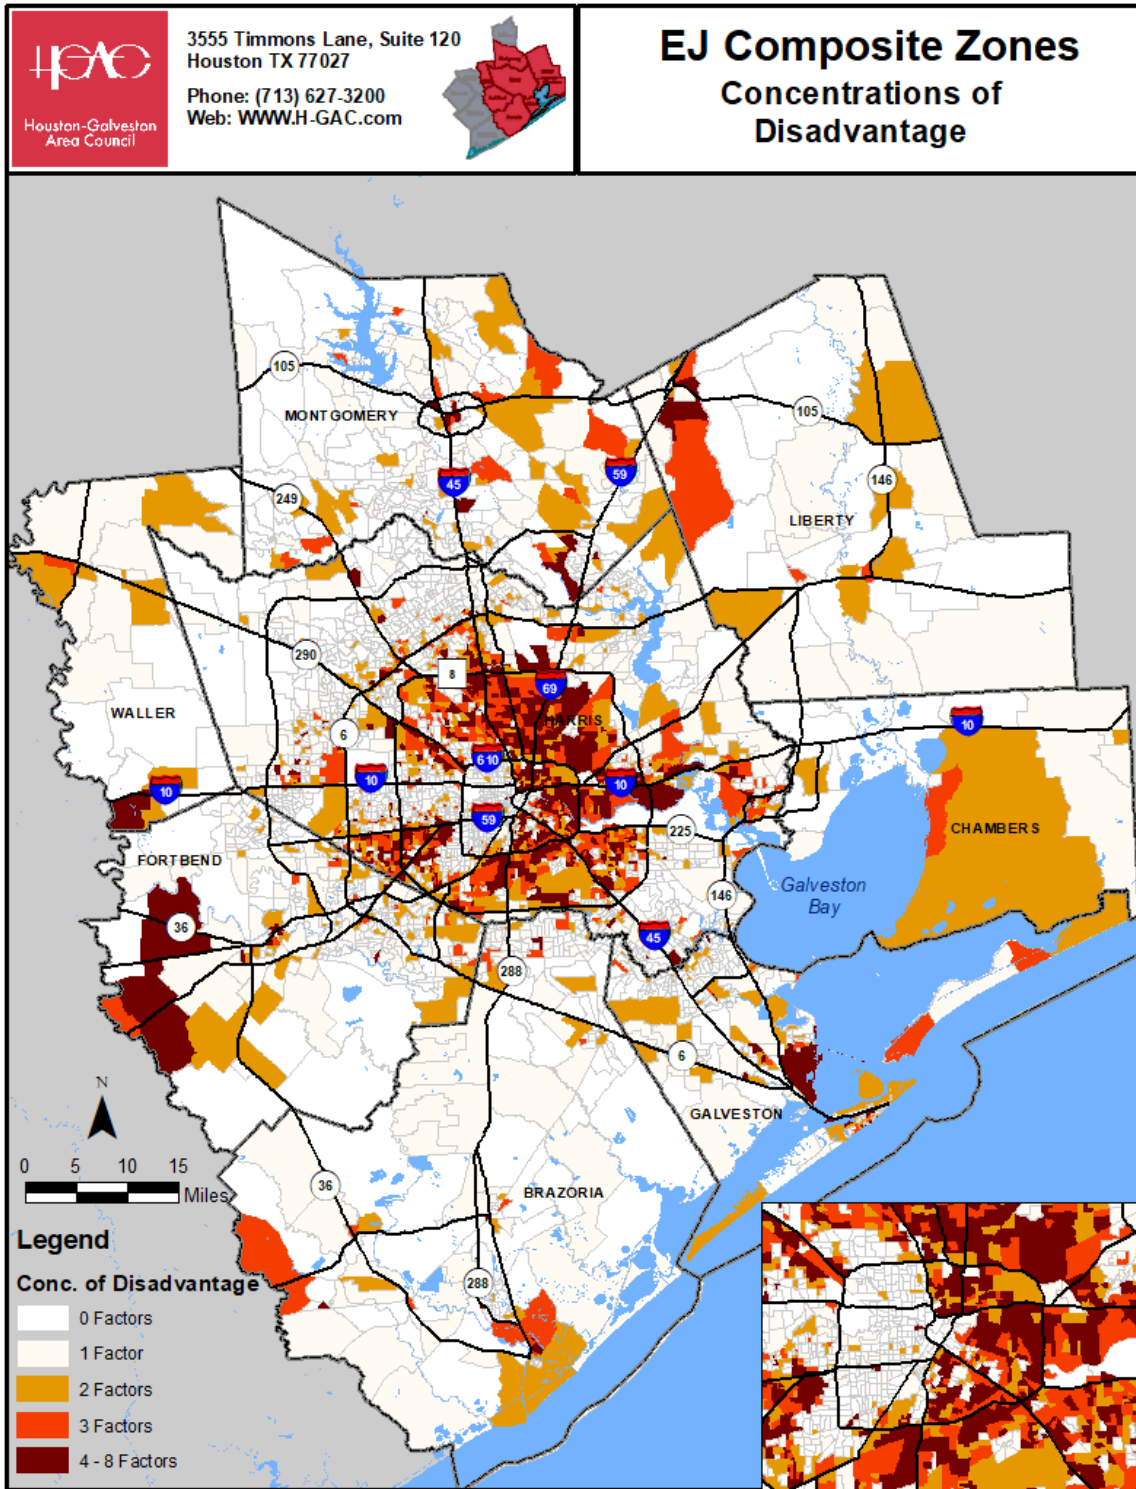 HGAC
Houston-Galveston
Area Council
3555 Timmons Lane, Suite 120
Houston TX 77027
Phone: (713) 627-3200
Web: WWW.H-GAC.com
EJ Composite Zones
Concentrations of
Disadvantage
105
MONTGOMERY
105
45
59
146
249
LIBERTY
290
8
69
WALLER
HARRIS
10
6
610
10
10
10
59
225
CHAMBERS
FORTBEND
Galveston
Bay
146
36
45
288
6
N
GALVESTON
0 5 10 15
Miles
36
BRAZORIA
288
Legend
Conc. of Disadvantage
0 Factors
1 Factor
2 Factors
3 Factors
4 - 8 Factors